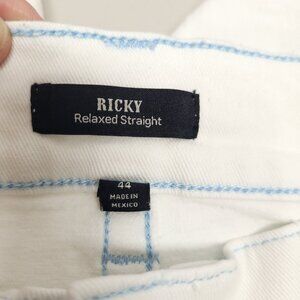 RICKY
Relaxed Straight
44
MADE IN
MEXICO